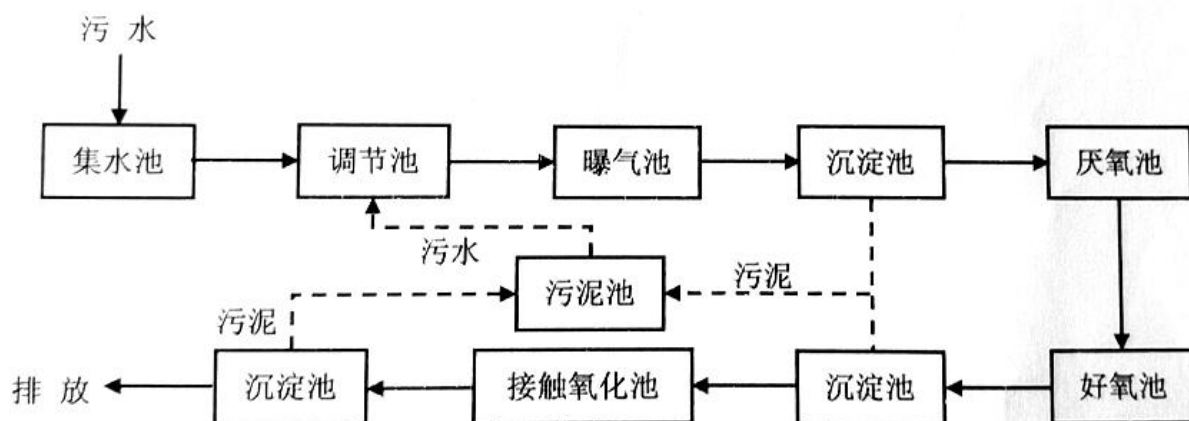 污水
集水池
调节池
曝气池
沉淀池
厌氧池
污水
污泥池
污泥
污泥
排放
沉淀池
接触氧化池
沉淀池
好氧池